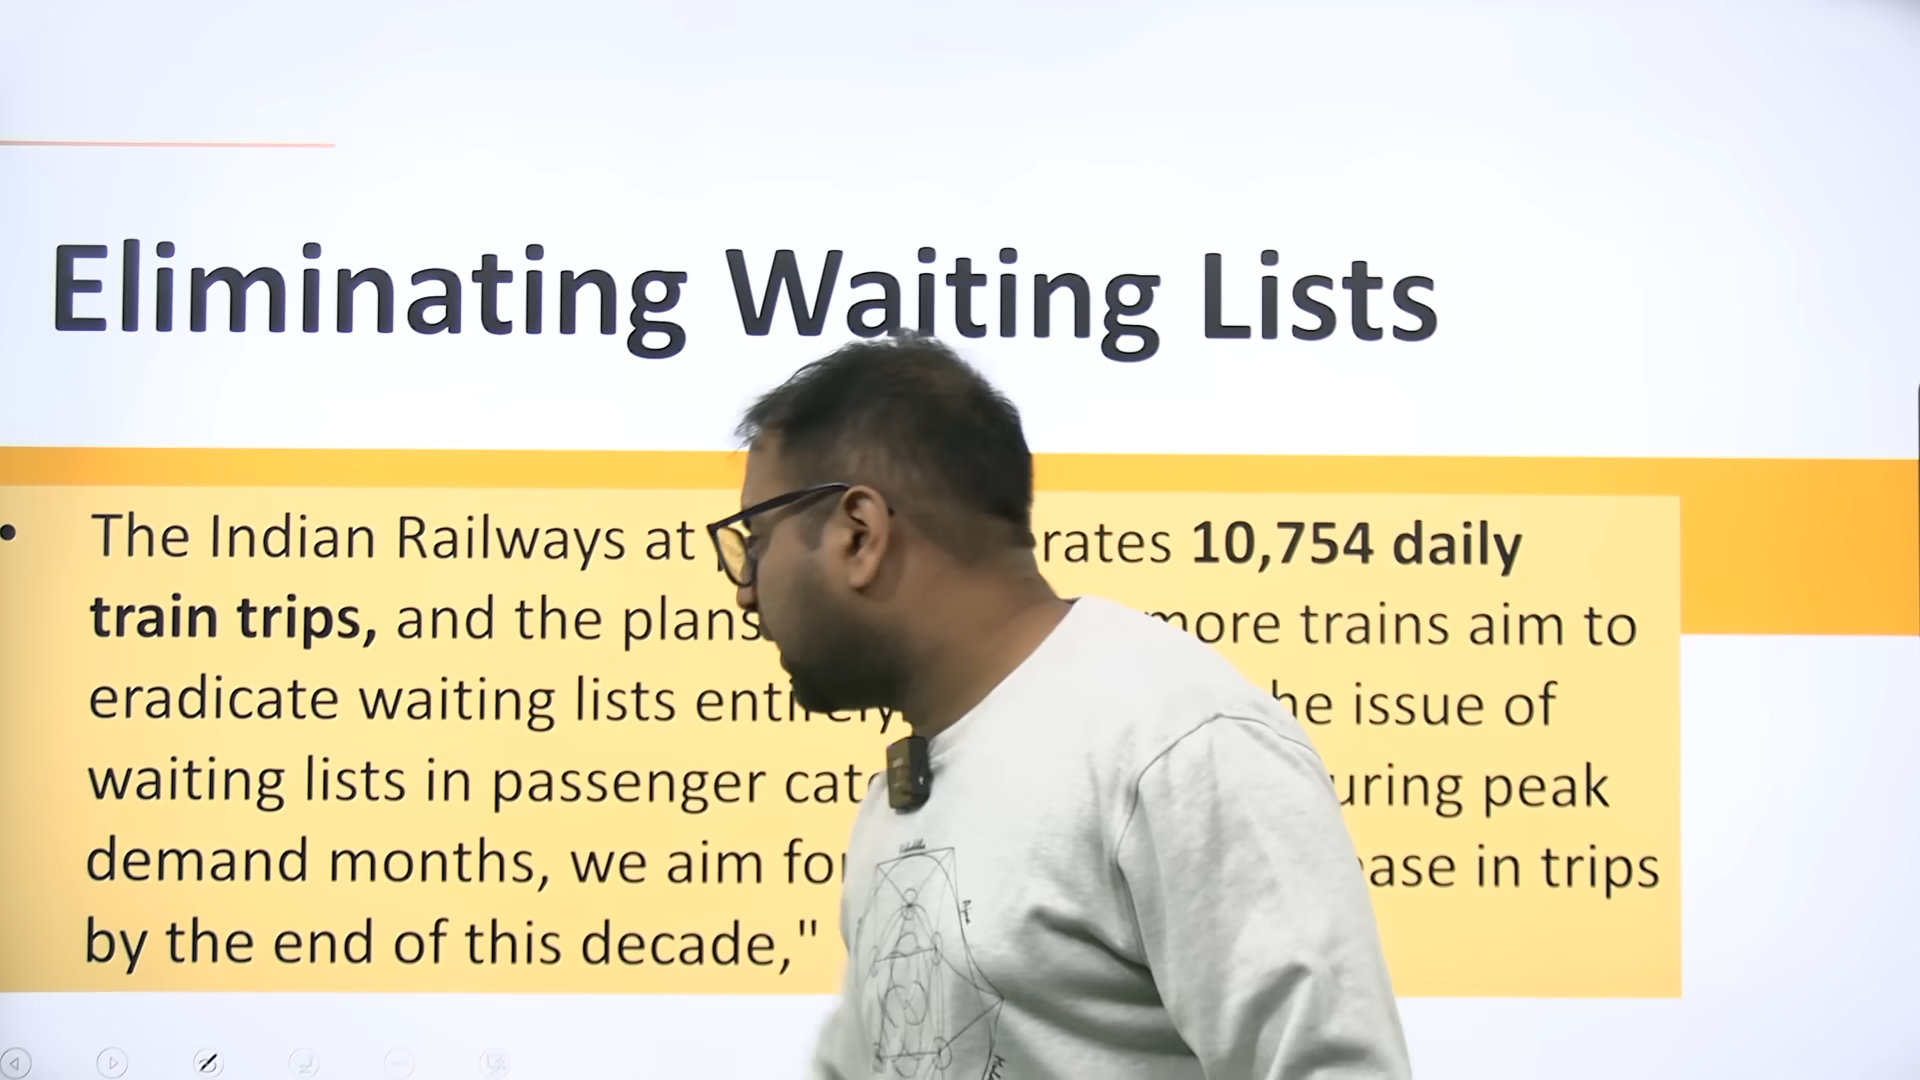 Eliminating Waiting Lists
• The Indian Railways at rates 10,754 daily
train trips, and the plans more trains aim to
eradicate waiting lists entirely he issue of
waiting lists in passenger cat uring peak
demand months, we aim for ase in trips
by the end of this decade,"